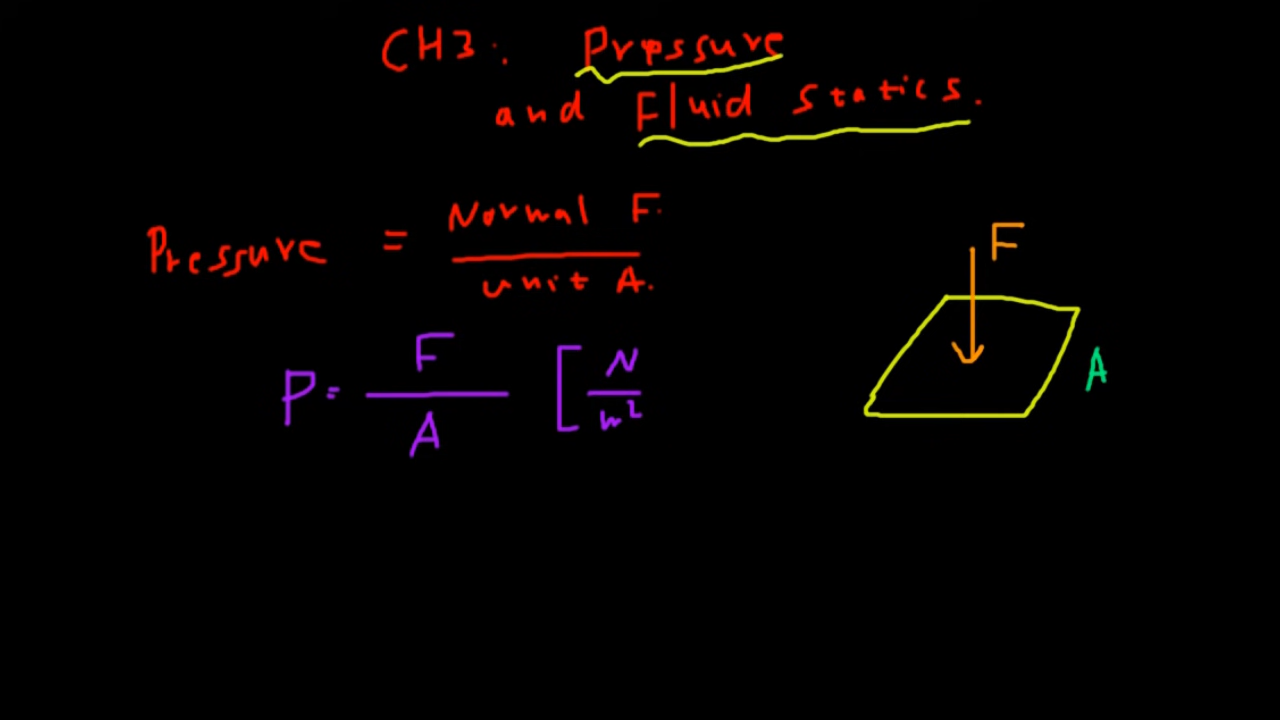 CH3: Pressure
and Fluid statics.
Pressure = Normal F. / unit A.
F
P = F / A [ N / m²
A